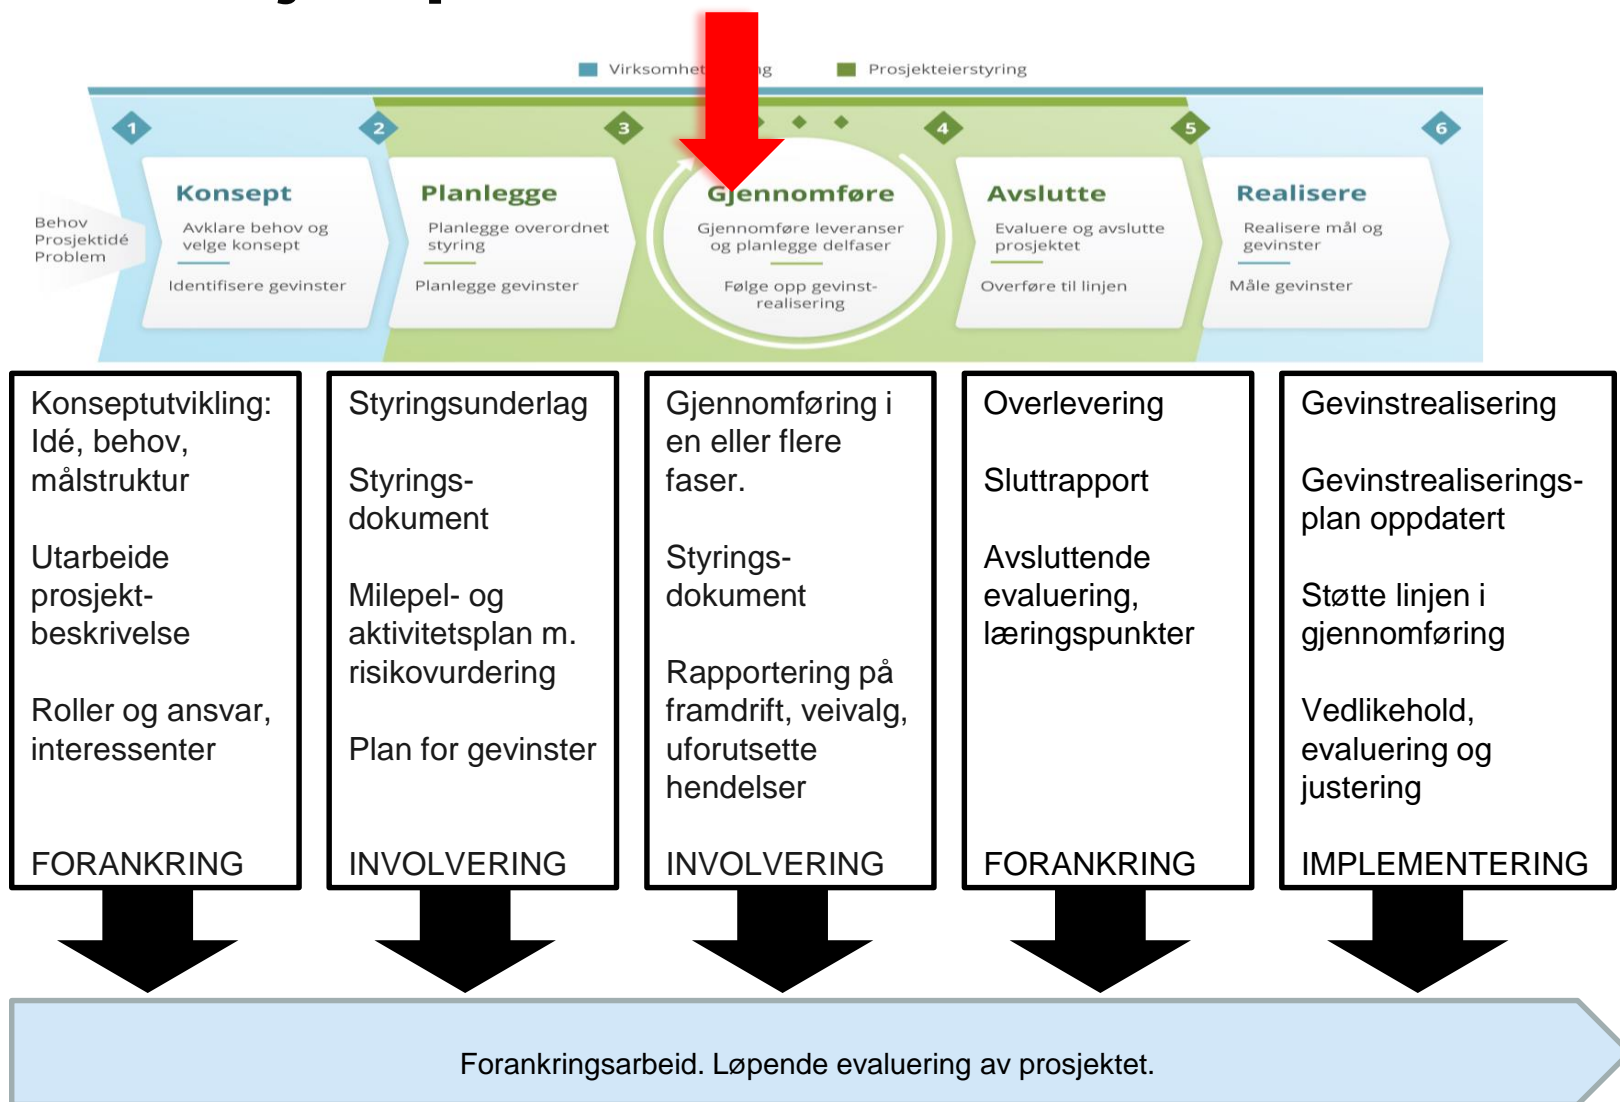 Virksomhet
ng
Prosjekteierstyring
1
2
3
4
5
6
Behov
Prosjektidé
Problem
Konsept
Avklare behov og
velge konsept
Identifisere gevinster
Planlegge
Planlegge overordnet
styring
Planlegge gevinster
Gjennomføre
Gjennomføre leveranser
og planlegge delfaser
Følge opp gevinst-
realisering
Avslutte
Evaluere og avslutte
prosjektet
Overføre til linjen
Realisere
Realisere mål og
gevinster
Måle gevinster
Konseptutvikling:
Idé, behov,
målstruktur
Utarbeide
prosjekt-
beskrivelse
Roller og ansvar,
interessenter
FORANKRING
Styringsunderlag
Styrings-
dokument
Milepel- og
aktivitetsplan m.
risikovurdering
Plan for gevinster
INVOLVERING
Gjennomføring i
en eller flere
faser.
Styrings-
dokument
Rapportering på
framdrift, veivalg,
uforutsette
hendelser
INVOLVERING
Overlevering
Sluttrapport
Avsluttende
evaluering,
læringspunkter
FORANKRING
Gevinstrealisering
Gevinstrealiserings-
plan oppdatert
Støtte linjen i
gjennomføring
Vedlikehold,
evaluering og
justering
IMPLEMENTERING
Forankringsarbeid. Løpende evaluering av prosjektet.